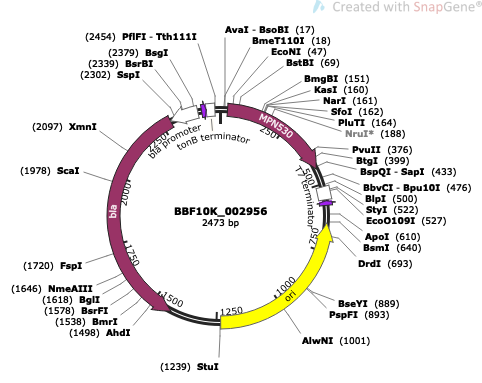 Created with SnapGene®
(2454) PflFI - Tth111I
(2379) BsgI
(2339) BsrBI
(2302) SspI
(2097) XmnI
(1978) ScaI
(1720) FspI
(1646) NmeAIII
(1618) BglI
(1578) BsrFI
(1538) BmrI
(1498) AhdI
(1239) StuI
AvaI - BsoBI (17)
BmeT110I (18)
EcoNI (47)
BstBI (69)
BmgBI (151)
KasI (160)
NarI (161)
SfoI (162)
PluTI (164)
NruI* (188)
PvuII (376)
BtgI (399)
BspQI - SapI (433)
BbvCI - Bpu10I (476)
BlpI (500)
StyI (522)
EcoO109I (527)
ApoI (610)
BsmI (640)
DrdI (693)
BseYI (889)
PspFI (893)
AlwNI (1001)
MPN530
T7 terminator
ori
bla
bla promoter
tonB terminator
250
500
750
1000
1250
1500
1750
2000
2250
BBF10K_002956
2473 bp